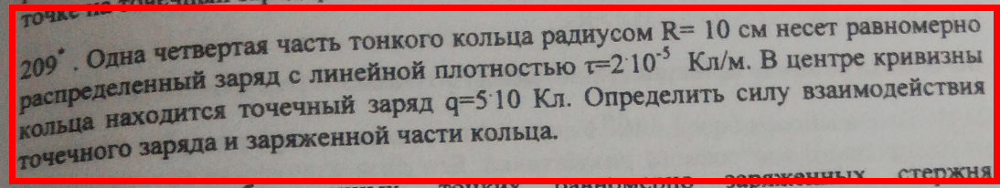 точке на
209*. Одна четвертая часть тонкого кольца радиусом R= 10 см несет равномерно
распределенный заряд с линейной плотностью τ=2·10⁻⁵ Кл/м. В центре кривизны
кольца находится точечный заряд q=5·10 Кл. Определить силу взаимодействия
точечного заряда и заряженной части кольца.
тонких равномерно заряженных стержня